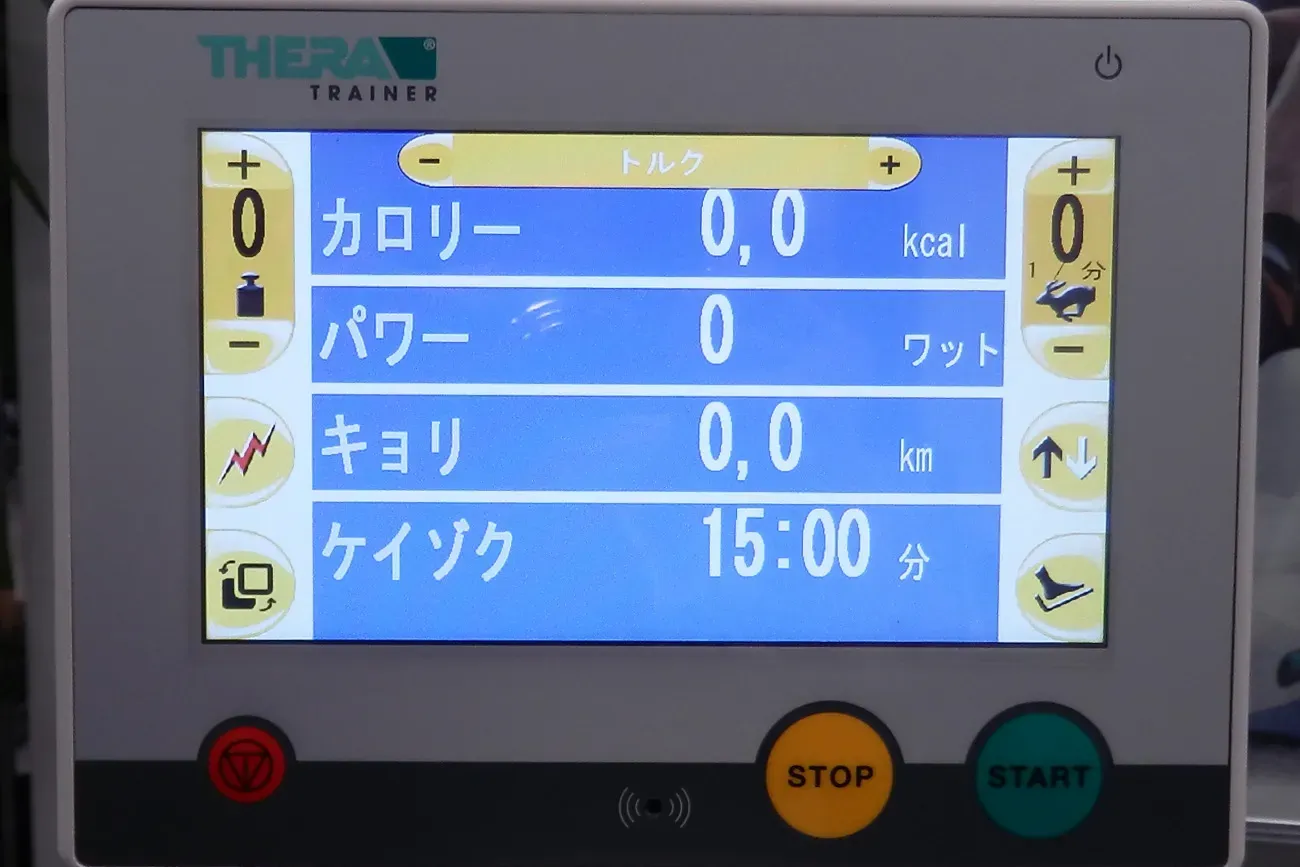 THERA®
TRAINER
− トルク +
+
0
−
カロリー 0,0 kcal
パワー 0 ワット
キョリ 0,0 km
ケイゾク 15:00 分
+
0
1/分
−
STOP
START